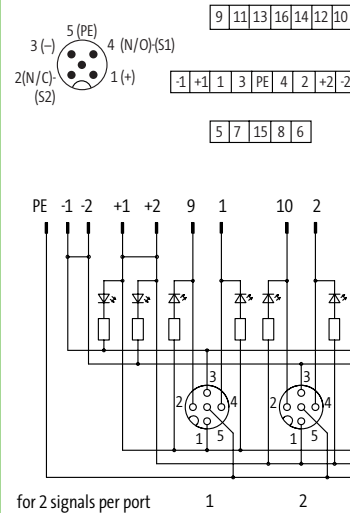 5 (PE)
3 (–) 4 (N/O)-(S1)
2(N/C)- 1 (+)
(S2)
9 11 13 16 14 12 10
-1 +1 1 3 PE 4 2 +2 -2
5 7 15 8 6
PE -1 -2 +1 +2 9 1 10 2
3 3
2 4 2 4
1 5 1 5
for 2 signals per port 1 2